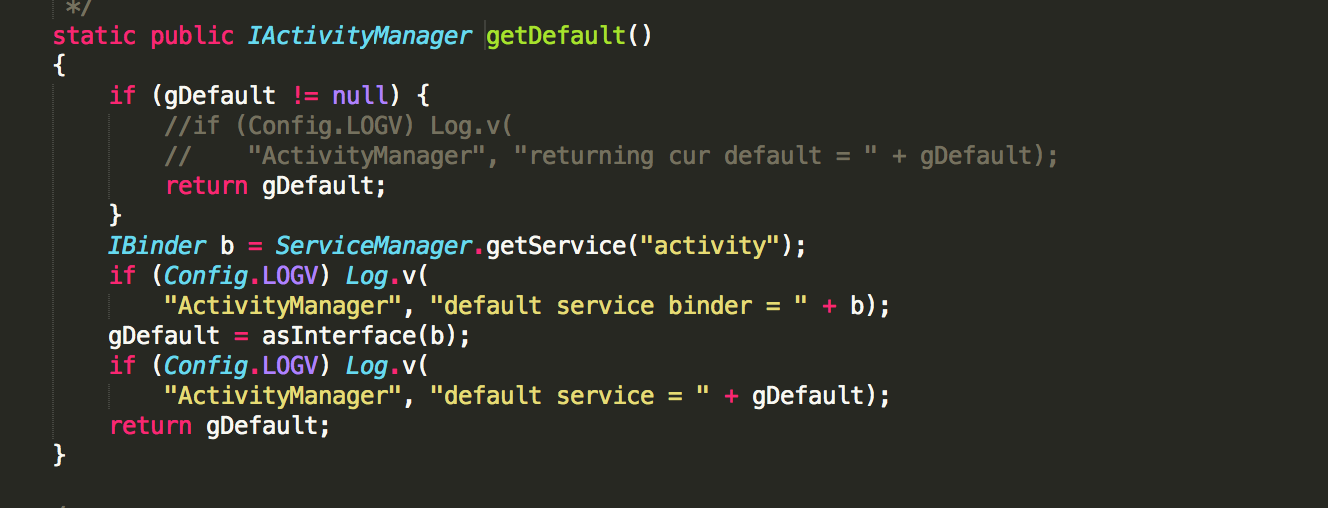 */
static public IActivityManager getDefault()
{
    if (gDefault != null) {
        //if (Config.LOGV) Log.v(
        //    "ActivityManager", "returning cur default = " + gDefault);
        return gDefault;
    }
    IBinder b = ServiceManager.getService("activity");
    if (Config.LOGV) Log.v(
        "ActivityManager", "default service binder = " + b);
    gDefault = asInterface(b);
    if (Config.LOGV) Log.v(
        "ActivityManager", "default service = " + gDefault);
    return gDefault;
}